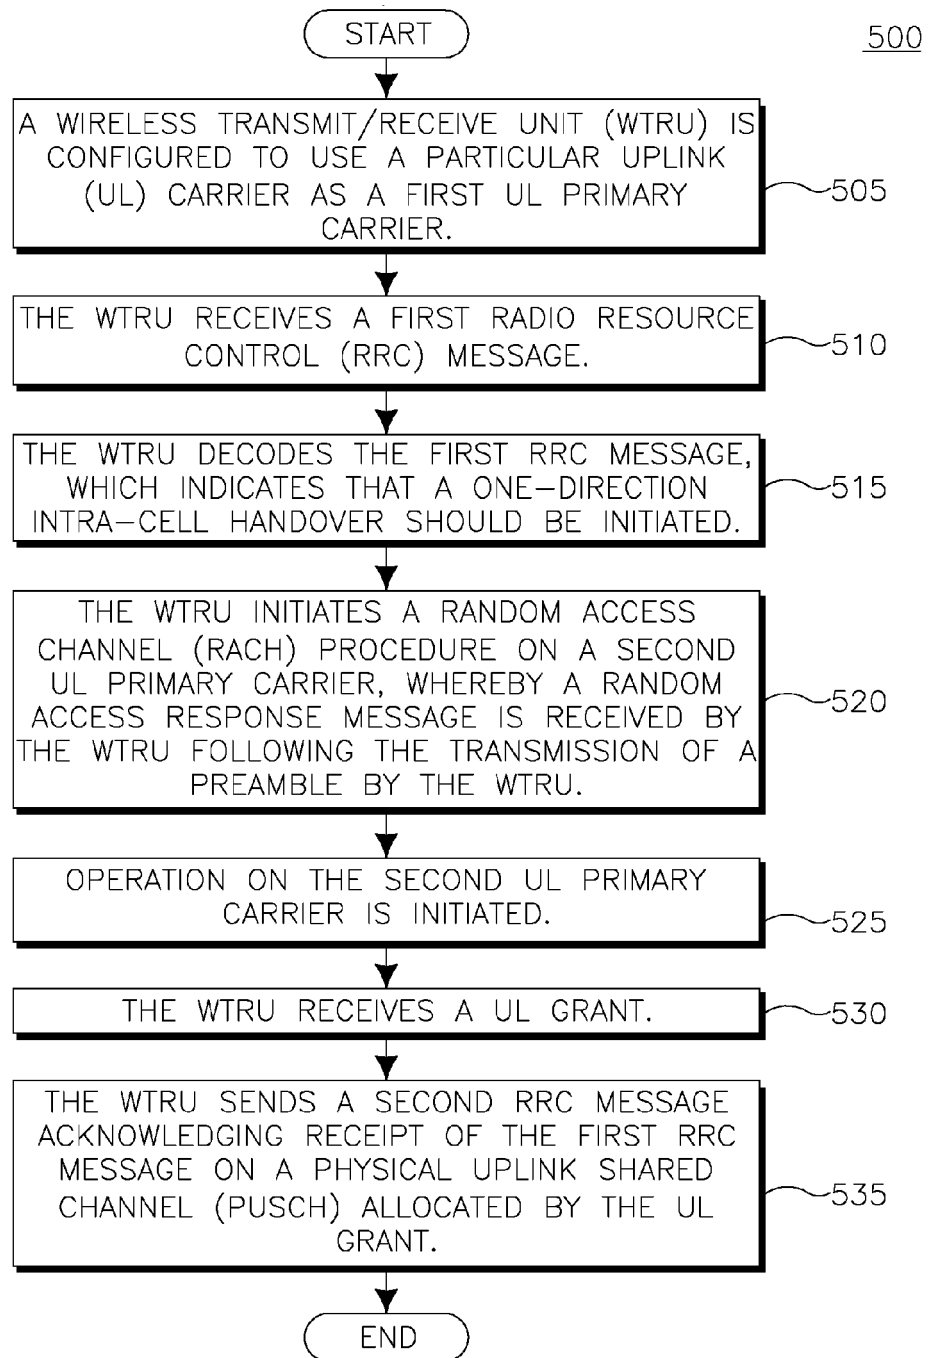 START
500
A WIRELESS TRANSMIT/RECEIVE UNIT (WTRU) IS
CONFIGURED TO USE A PARTICULAR UPLINK
(UL) CARRIER AS A FIRST UL PRIMARY
CARRIER.
505
THE WTRU RECEIVES A FIRST RADIO RESOURCE
CONTROL (RRC) MESSAGE.
510
THE WTRU DECODES THE FIRST RRC MESSAGE,
WHICH INDICATES THAT A ONE-DIRECTION
INTRA-CELL HANDOVER SHOULD BE INITIATED.
515
THE WTRU INITIATES A RANDOM ACCESS
CHANNEL (RACH) PROCEDURE ON A SECOND
UL PRIMARY CARRIER, WHEREBY A RANDOM
ACCESS RESPONSE MESSAGE IS RECEIVED BY
THE WTRU FOLLOWING THE TRANSMISSION OF A
PREAMBLE BY THE WTRU.
520
OPERATION ON THE SECOND UL PRIMARY
CARRIER IS INITIATED.
525
THE WTRU RECEIVES A UL GRANT.
530
THE WTRU SENDS A SECOND RRC MESSAGE
ACKNOWLEDGING RECEIPT OF THE FIRST RRC
MESSAGE ON A PHYSICAL UPLINK SHARED
CHANNEL (PUSCH) ALLOCATED BY THE UL
GRANT.
535
END